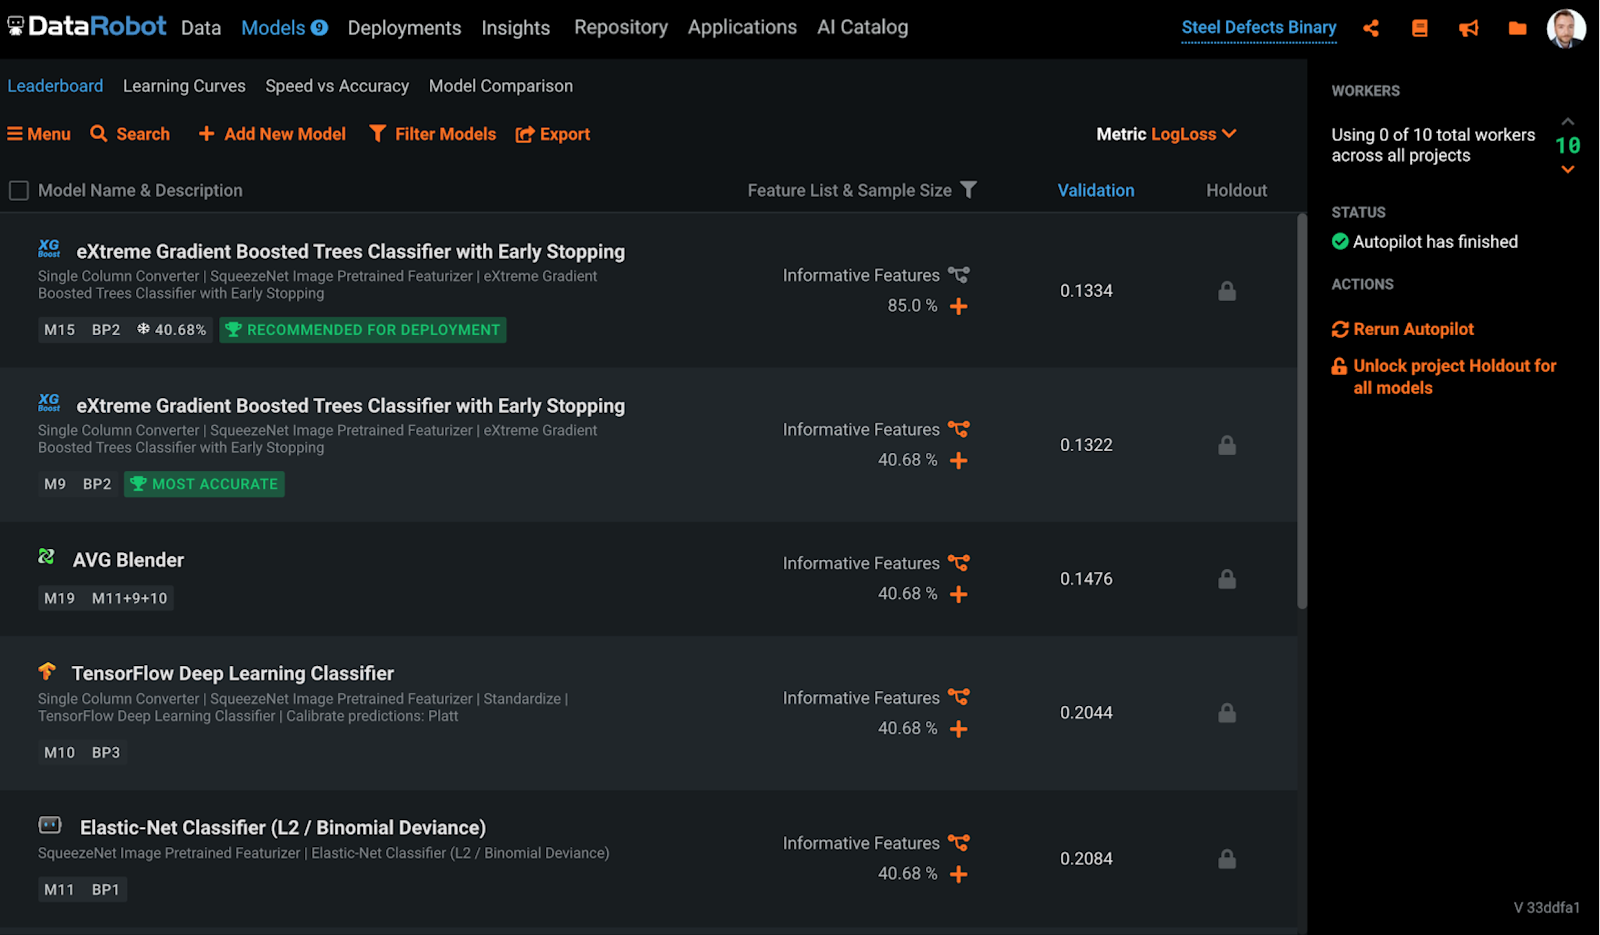 DataRobot Data Models 9 Deployments Insights Repository Applications AI Catalog Steel Defects Binary
Leaderboard Learning Curves Speed vs Accuracy Model Comparison
Menu Search + Add New Model Filter Models Export Metric LogLoss
Model Name & Description Feature List & Sample Size Validation Holdout
XG Boost eXtreme Gradient Boosted Trees Classifier with Early Stopping
Single Column Converter | SqueezeNet Image Pretrained Featurizer | eXtreme Gradient
Boosted Trees Classifier with Early Stopping
Informative Features
85.0 % +
0.1334
M15 BP2 40.68% RECOMMENDED FOR DEPLOYMENT
XG Boost eXtreme Gradient Boosted Trees Classifier with Early Stopping
Single Column Converter | SqueezeNet Image Pretrained Featurizer | eXtreme Gradient
Boosted Trees Classifier with Early Stopping
Informative Features
40.68 % +
0.1322
M9 BP2 MOST ACCURATE
AVG Blender
Informative Features
40.68 % +
0.1476
M19 M11+9+10
TensorFlow Deep Learning Classifier
Single Column Converter | SqueezeNet Image Pretrained Featurizer | Standardize |
TensorFlow Deep Learning Classifier | Calibrate predictions: Platt
Informative Features
40.68 % +
0.2044
M10 BP3
Elastic-Net Classifier (L2 / Binomial Deviance)
SqueezeNet Image Pretrained Featurizer | Elastic-Net Classifier (L2 / Binomial Deviance)
Informative Features
40.68 % +
0.2084
M11 BP1
WORKERS
Using 0 of 10 total workers
across all projects
10
STATUS
Autopilot has finished
ACTIONS
Rerun Autopilot
Unlock project Holdout for
all models
V 33ddfa1